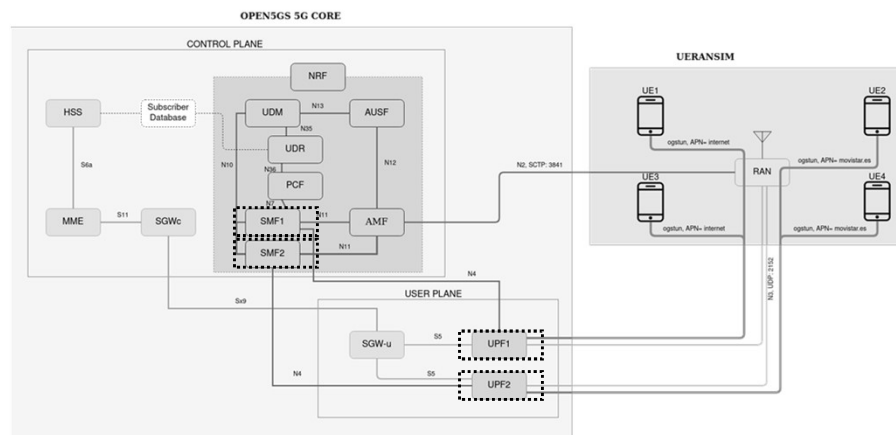 OPEN5GS 5G CORE
CONTROL PLANE
UERANSIM
NRF
UE1
UE2
HSS
Subscriber
Database
UDM
N13
AUSF
N35
UDR
ogstun, APN= internet
ogstun, APN= movistar.es
S6a
N10
N36
N12
N2, SCTP: 3841
RAN
PCF
UE3
UE4
N7
MME
S11
SGWc
SMF1
N11
AMF
ogstun, APN= internet
ogstun, APN= movistar.es
SMF2
N11
N4
N3, UDP: 2152
USER PLANE
Sx9
SGW-u
S5
UPF1
N4
S5
UPF2